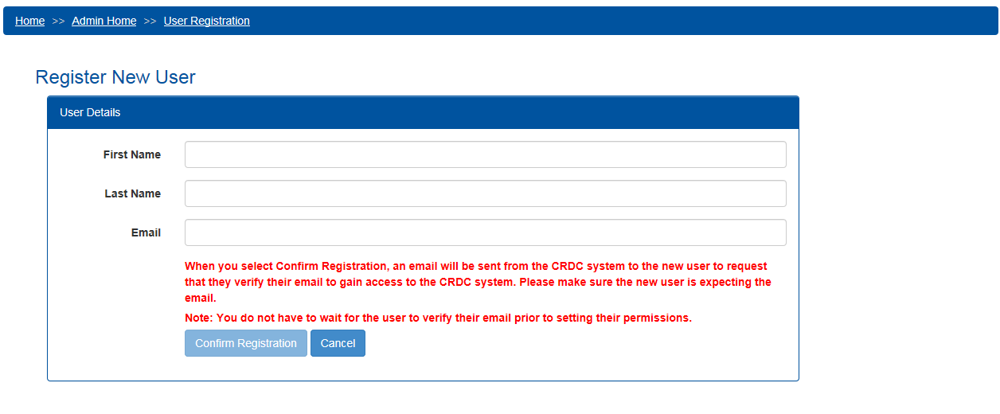 Home >> Admin Home >> User Registration
Register New User
User Details
First Name
Last Name
Email
When you select Confirm Registration, an email will be sent from the CRDC system to the new user to request
that they verify their email to gain access to the CRDC system. Please make sure the new user is expecting the
email.
Note: You do not have to wait for the user to verify their email prior to setting their permissions.
Confirm Registration Cancel